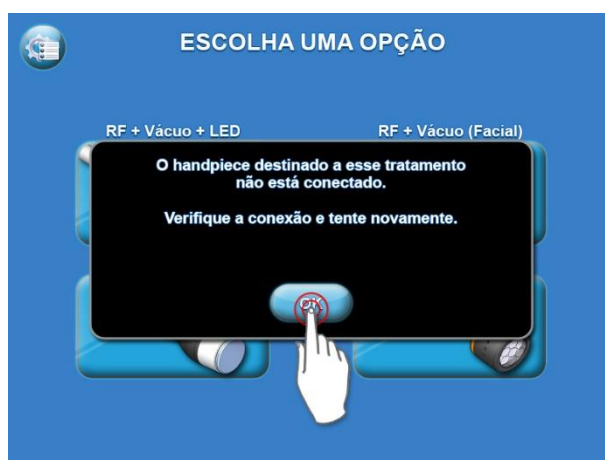 ESCOLHA UMA OPÇÃO
RF + Vácuo + LED
RF + Vácuo (Facial)
O handpiece destinado a esse tratamento
não está conectado.
Verifique a conexão e tente novamente.
OK